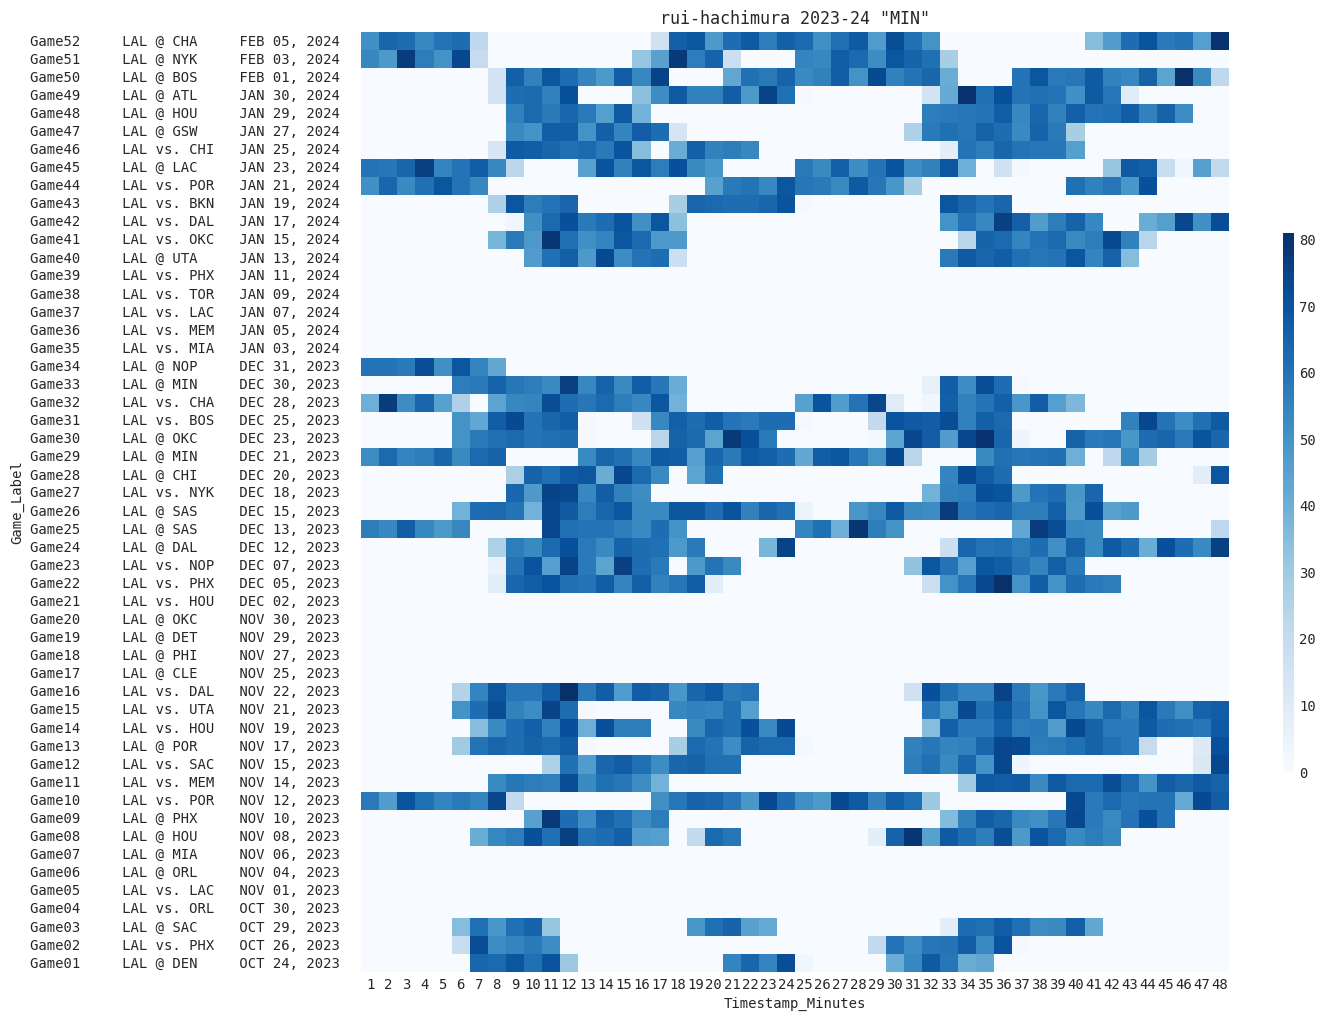 rui-hachimura 2023-24 "MIN"
Game52 LAL @ CHA FEB 05, 2024
Game51 LAL @ NYK FEB 03, 2024
Game50 LAL @ BOS FEB 01, 2024
Game49 LAL @ ATL JAN 30, 2024
Game48 LAL @ HOU JAN 29, 2024
Game47 LAL @ GSW JAN 27, 2024
Game46 LAL vs. CHI JAN 25, 2024
Game45 LAL @ LAC JAN 23, 2024
Game44 LAL vs. POR JAN 21, 2024
Game43 LAL vs. BKN JAN 19, 2024
Game42 LAL vs. DAL JAN 17, 2024
Game41 LAL vs. OKC JAN 15, 2024
Game40 LAL @ UTA JAN 13, 2024
Game39 LAL vs. PHX JAN 11, 2024
Game38 LAL vs. TOR JAN 09, 2024
Game37 LAL vs. LAC JAN 07, 2024
Game36 LAL vs. MEM JAN 05, 2024
Game35 LAL vs. MIA JAN 03, 2024
Game34 LAL @ NOP DEC 31, 2023
Game33 LAL @ MIN DEC 30, 2023
Game32 LAL vs. CHA DEC 28, 2023
Game31 LAL vs. BOS DEC 25, 2023
Game30 LAL @ OKC DEC 23, 2023
Game29 LAL @ MIN DEC 21, 2023
Game28 LAL @ CHI DEC 20, 2023
Game27 LAL vs. NYK DEC 18, 2023
Game26 LAL @ SAS DEC 15, 2023
Game25 LAL @ SAS DEC 13, 2023
Game24 LAL @ DAL DEC 12, 2023
Game23 LAL vs. NOP DEC 07, 2023
Game22 LAL vs. PHX DEC 05, 2023
Game21 LAL vs. HOU DEC 02, 2023
Game20 LAL @ OKC NOV 30, 2023
Game19 LAL @ DET NOV 29, 2023
Game18 LAL @ PHI NOV 27, 2023
Game17 LAL @ CLE NOV 25, 2023
Game16 LAL vs. DAL NOV 22, 2023
Game15 LAL vs. UTA NOV 21, 2023
Game14 LAL vs. HOU NOV 19, 2023
Game13 LAL @ POR NOV 17, 2023
Game12 LAL vs. SAC NOV 15, 2023
Game11 LAL vs. MEM NOV 14, 2023
Game10 LAL vs. POR NOV 12, 2023
Game09 LAL @ PHX NOV 10, 2023
Game08 LAL @ HOU NOV 08, 2023
Game07 LAL @ MIA NOV 06, 2023
Game06 LAL @ ORL NOV 04, 2023
Game05 LAL vs. LAC NOV 01, 2023
Game04 LAL vs. ORL OCT 30, 2023
Game03 LAL @ SAC OCT 29, 2023
Game02 LAL vs. PHX OCT 26, 2023
Game01 LAL @ DEN OCT 24, 2023
Game_Label
1 2 3 4 5 6 7 8 9 10 11 12 13 14 15 16 17 18 19 20 21 22 23 24 25 26 27 28 29 30 31 32 33 34 35 36 37 38 39 40 41 42 43 44 45 46 47 48
Timestamp_Minutes
80
70
60
50
40
30
20
10
0